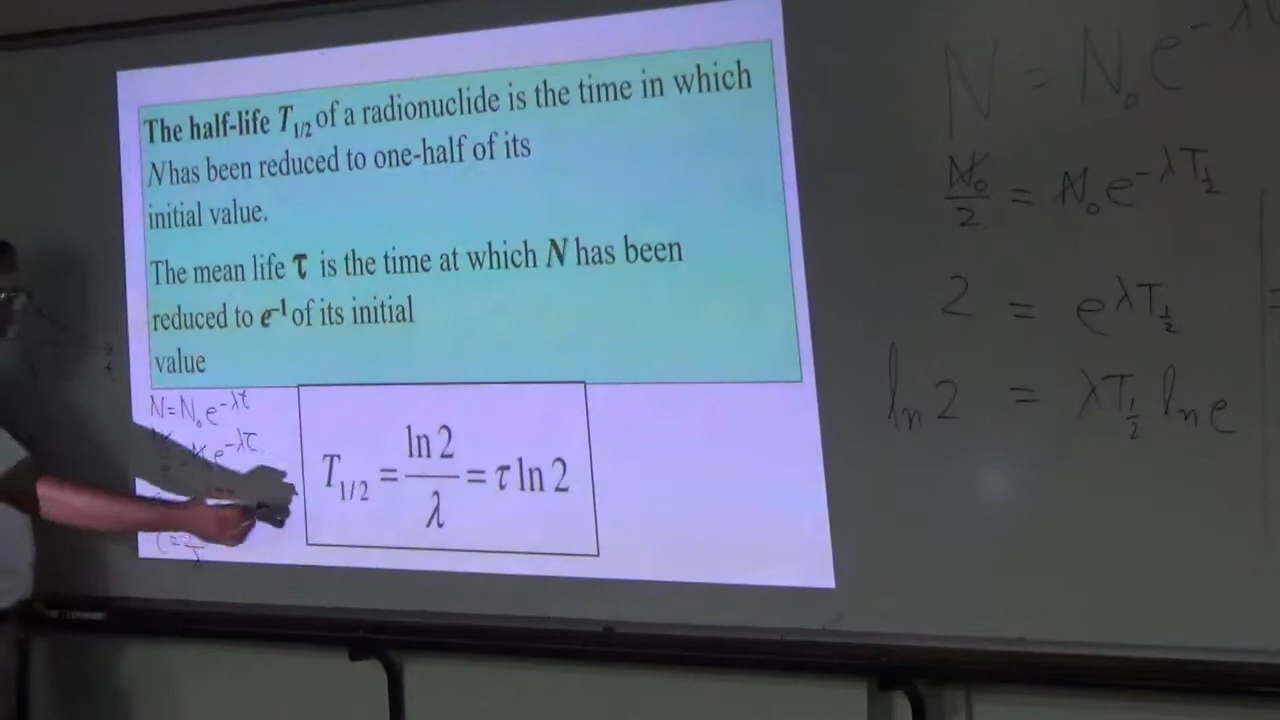 The half-life T1/2 of a radionuclide is the time in which
N has been reduced to one-half of its
initial value.
The mean life τ is the time at which N has been
reduced to e⁻¹ of its initial
value
N=N₀e^-λt
e^-λτ
T1/2 = ln 2/λ = τ ln 2
N = N₀e^-λ
N₀/2 = N₀e^-λT½
2 = e^λT½
ln 2 = λT½ ln e